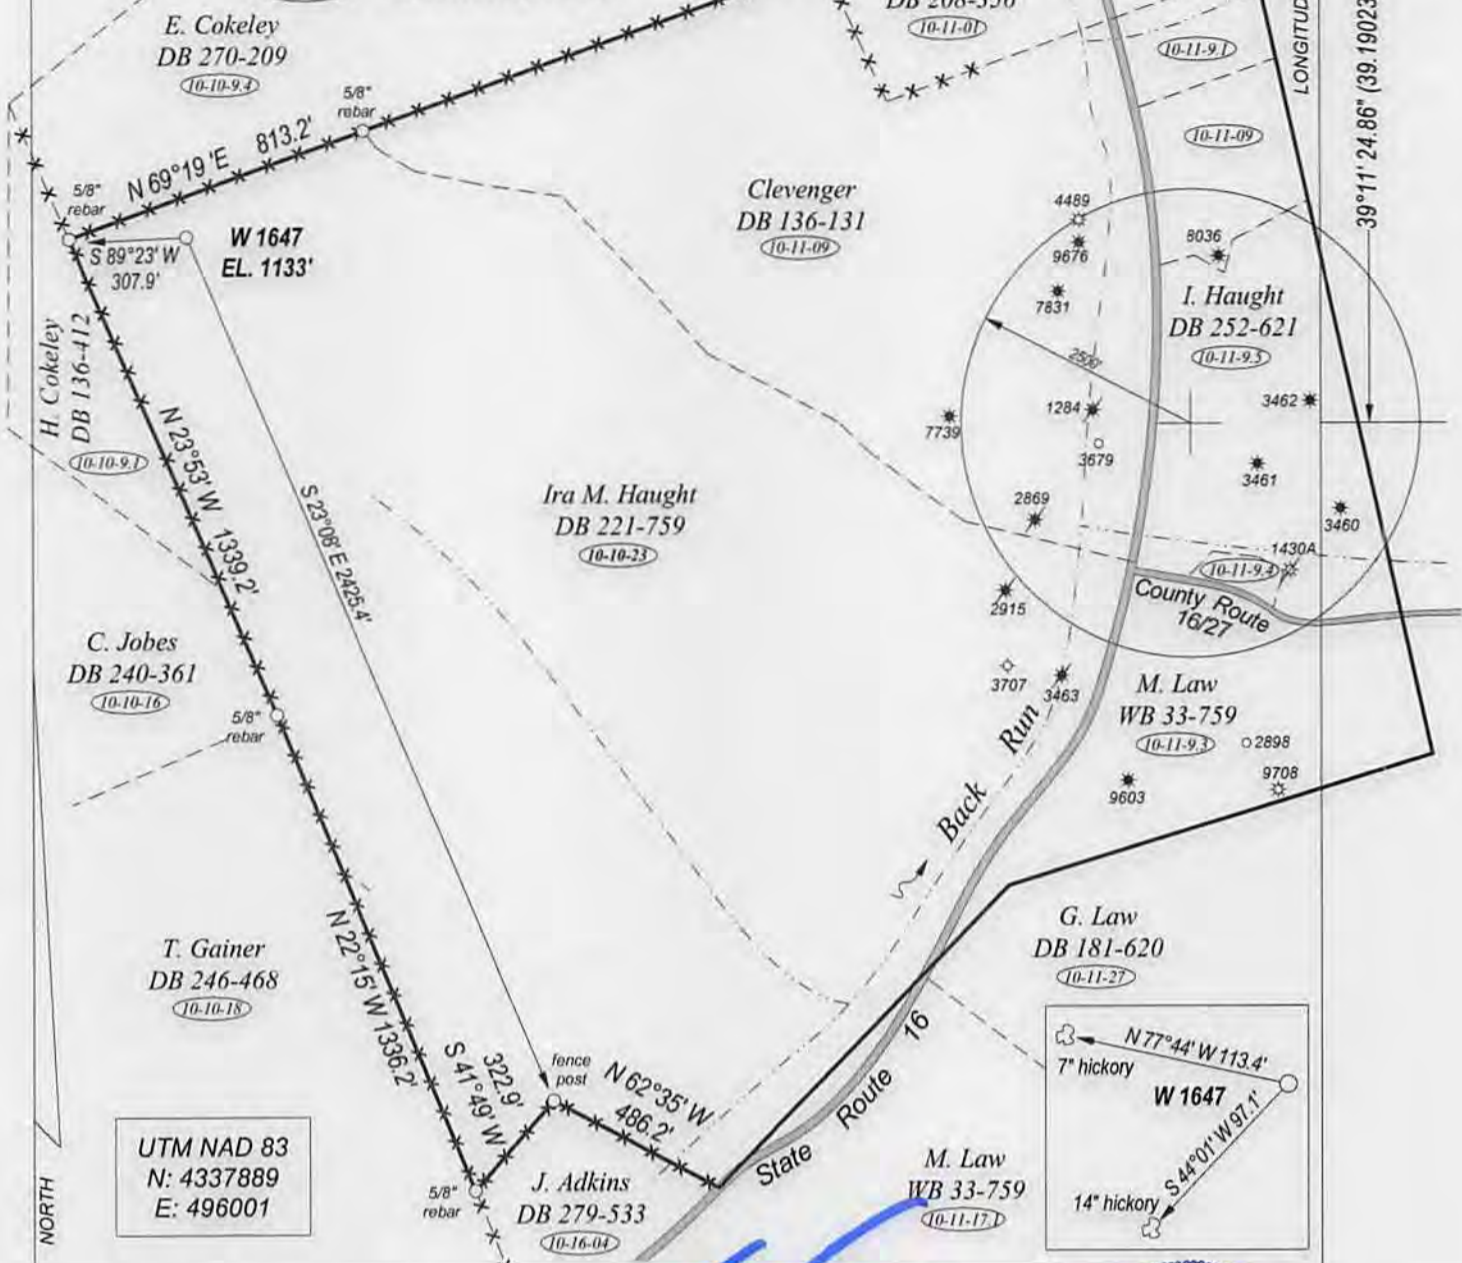 E. Cokeley
DB 270-209
10-10-9.4
10-11-01
10-11-9.1
LONGITUD
39°11' 24.86" (39.19023
5/8"
rebar
N 69°19 'E 813.2'
10-11-09
5/8"
rebar
Clevenger
DB 136-131
10-11-09
S 89°23' W
307.9'
W 1647
EL. 1133'
4489
9676
7831
8036
I. Haught
DB 252-621
10-11-9.5
H. Cokeley
DB 136-412
10-10-9.1
1284
3462
7739
3679
3461
3460
N 23°53' W 1339.2'
S 23°08' E 2425.4'
Ira M. Haught
DB 221-759
10-10-23
2869
1430A
10-11-9.4
2915
County Route
16/27
C. Jobes
DB 240-361
10-10-16
3707
3463
M. Law
WB 33-759
10-11-9.3
5/8"
rebar
2898
9708
9603
Back Run
T. Gainer
DB 246-468
10-10-18
N 22°15' W 1336.2'
G. Law
DB 181-620
10-11-27
S 41°49' W
322.9'
fence
post
N 62°35' W
486.2'
State Route 16
N 77°44' W 113.4'
7" hickory
W 1647
S 44°01' W 97.1'
14" hickory
UTM NAD 83
N: 4337889
E: 496001
NORTH
5/8"
rebar
J. Adkins
DB 279-533
10-16-04
M. Law
WB 33-759
10-11-17.1